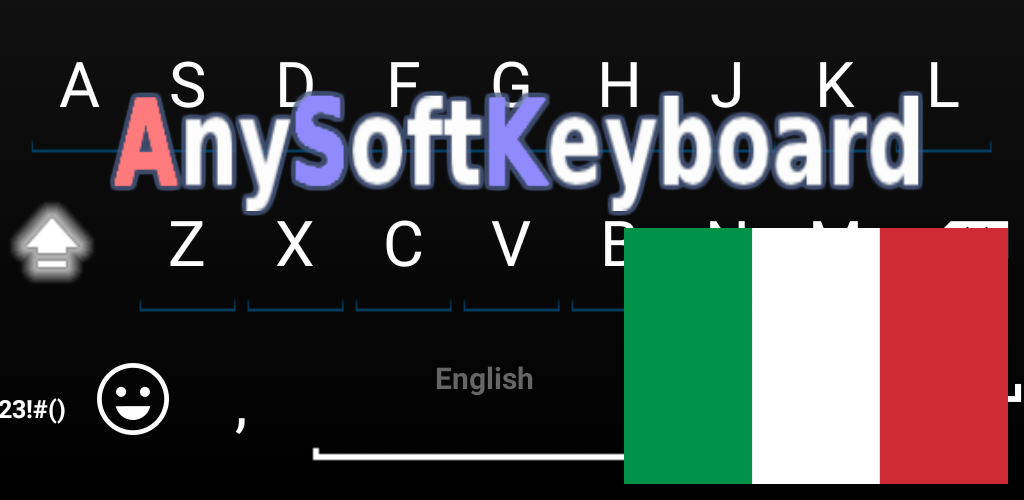 A S D F G H J K L
AnySoftKeyboard
Z X C V B N M
English
23!#() ,